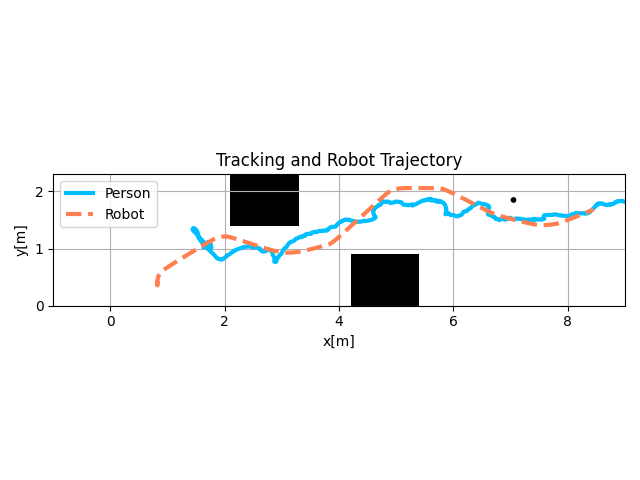 Tracking and Robot Trajectory
Person
Robot
2
1
0
y[m]
0 2 4 6 8
x[m]